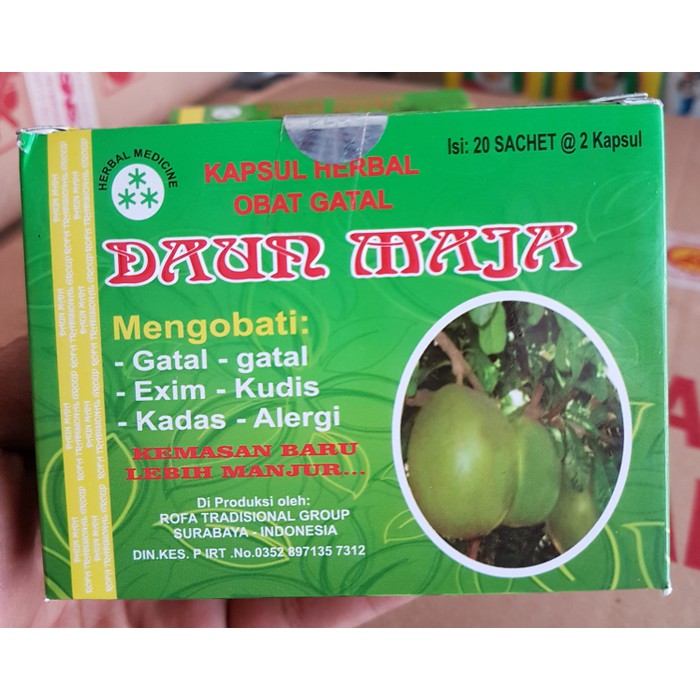 Isi: 20 SACHET @ 2 Kapsul
HERBAL MEDICINE
KAPSUL HERBAL
OBAT GATAL
DAUN MAJA
Mengobati:
- Gatal - gatal
- Exim - Kudis
- Kadas - Alergi
KEMASAN BARU
LEBIH MANJUR...
Di Produksi oleh:
ROFA TRADISIONAL GROUP
SURABAYA - INDONESIA
DIN.KES. P IRT .No.0352 897135 7312